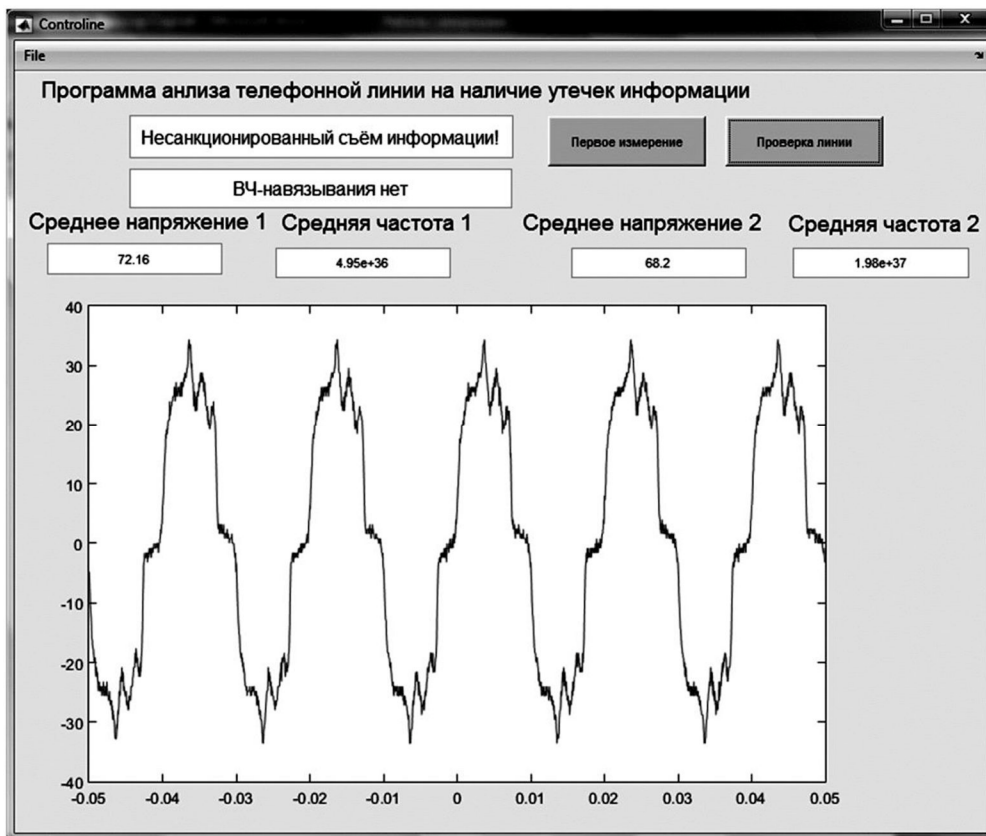 Controline
File
Программа анлиза телефонной линии на наличие утечек информации
Несанкционированный съём информации!
Первое измерение
Проверка линии
ВЧ-навязывания нет
Среднее напряжение 1
Средняя частота 1
Среднее напряжение 2
Средняя частота 2
72.16
4.95e+36
68.2
1.98e+37
40
30
20
10
0
-10
-20
-30
-40
-0.05
-0.04
-0.03
-0.02
-0.01
0
0.01
0.02
0.03
0.04
0.05